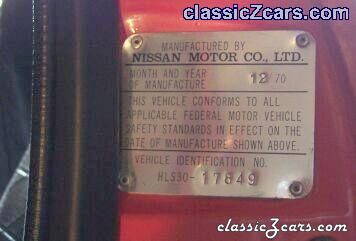 classicZcars.com
MANUFACTURED BY
NISSAN MOTOR CO., LTD.
MONTH AND YEAR
OF MANUFACTURE 12/70
THIS VEHICLE CONFORMS TO ALL
APPLICABLE FEDERAL MOTOR VEHICLE
SAFETY STANDARDS IN EFFECT ON THE
DATE OF MANUFACTURE SHOWN ABOVE.
VEHICLE IDENTIFICATION NO.
HLS30-17649
classicZcars.com